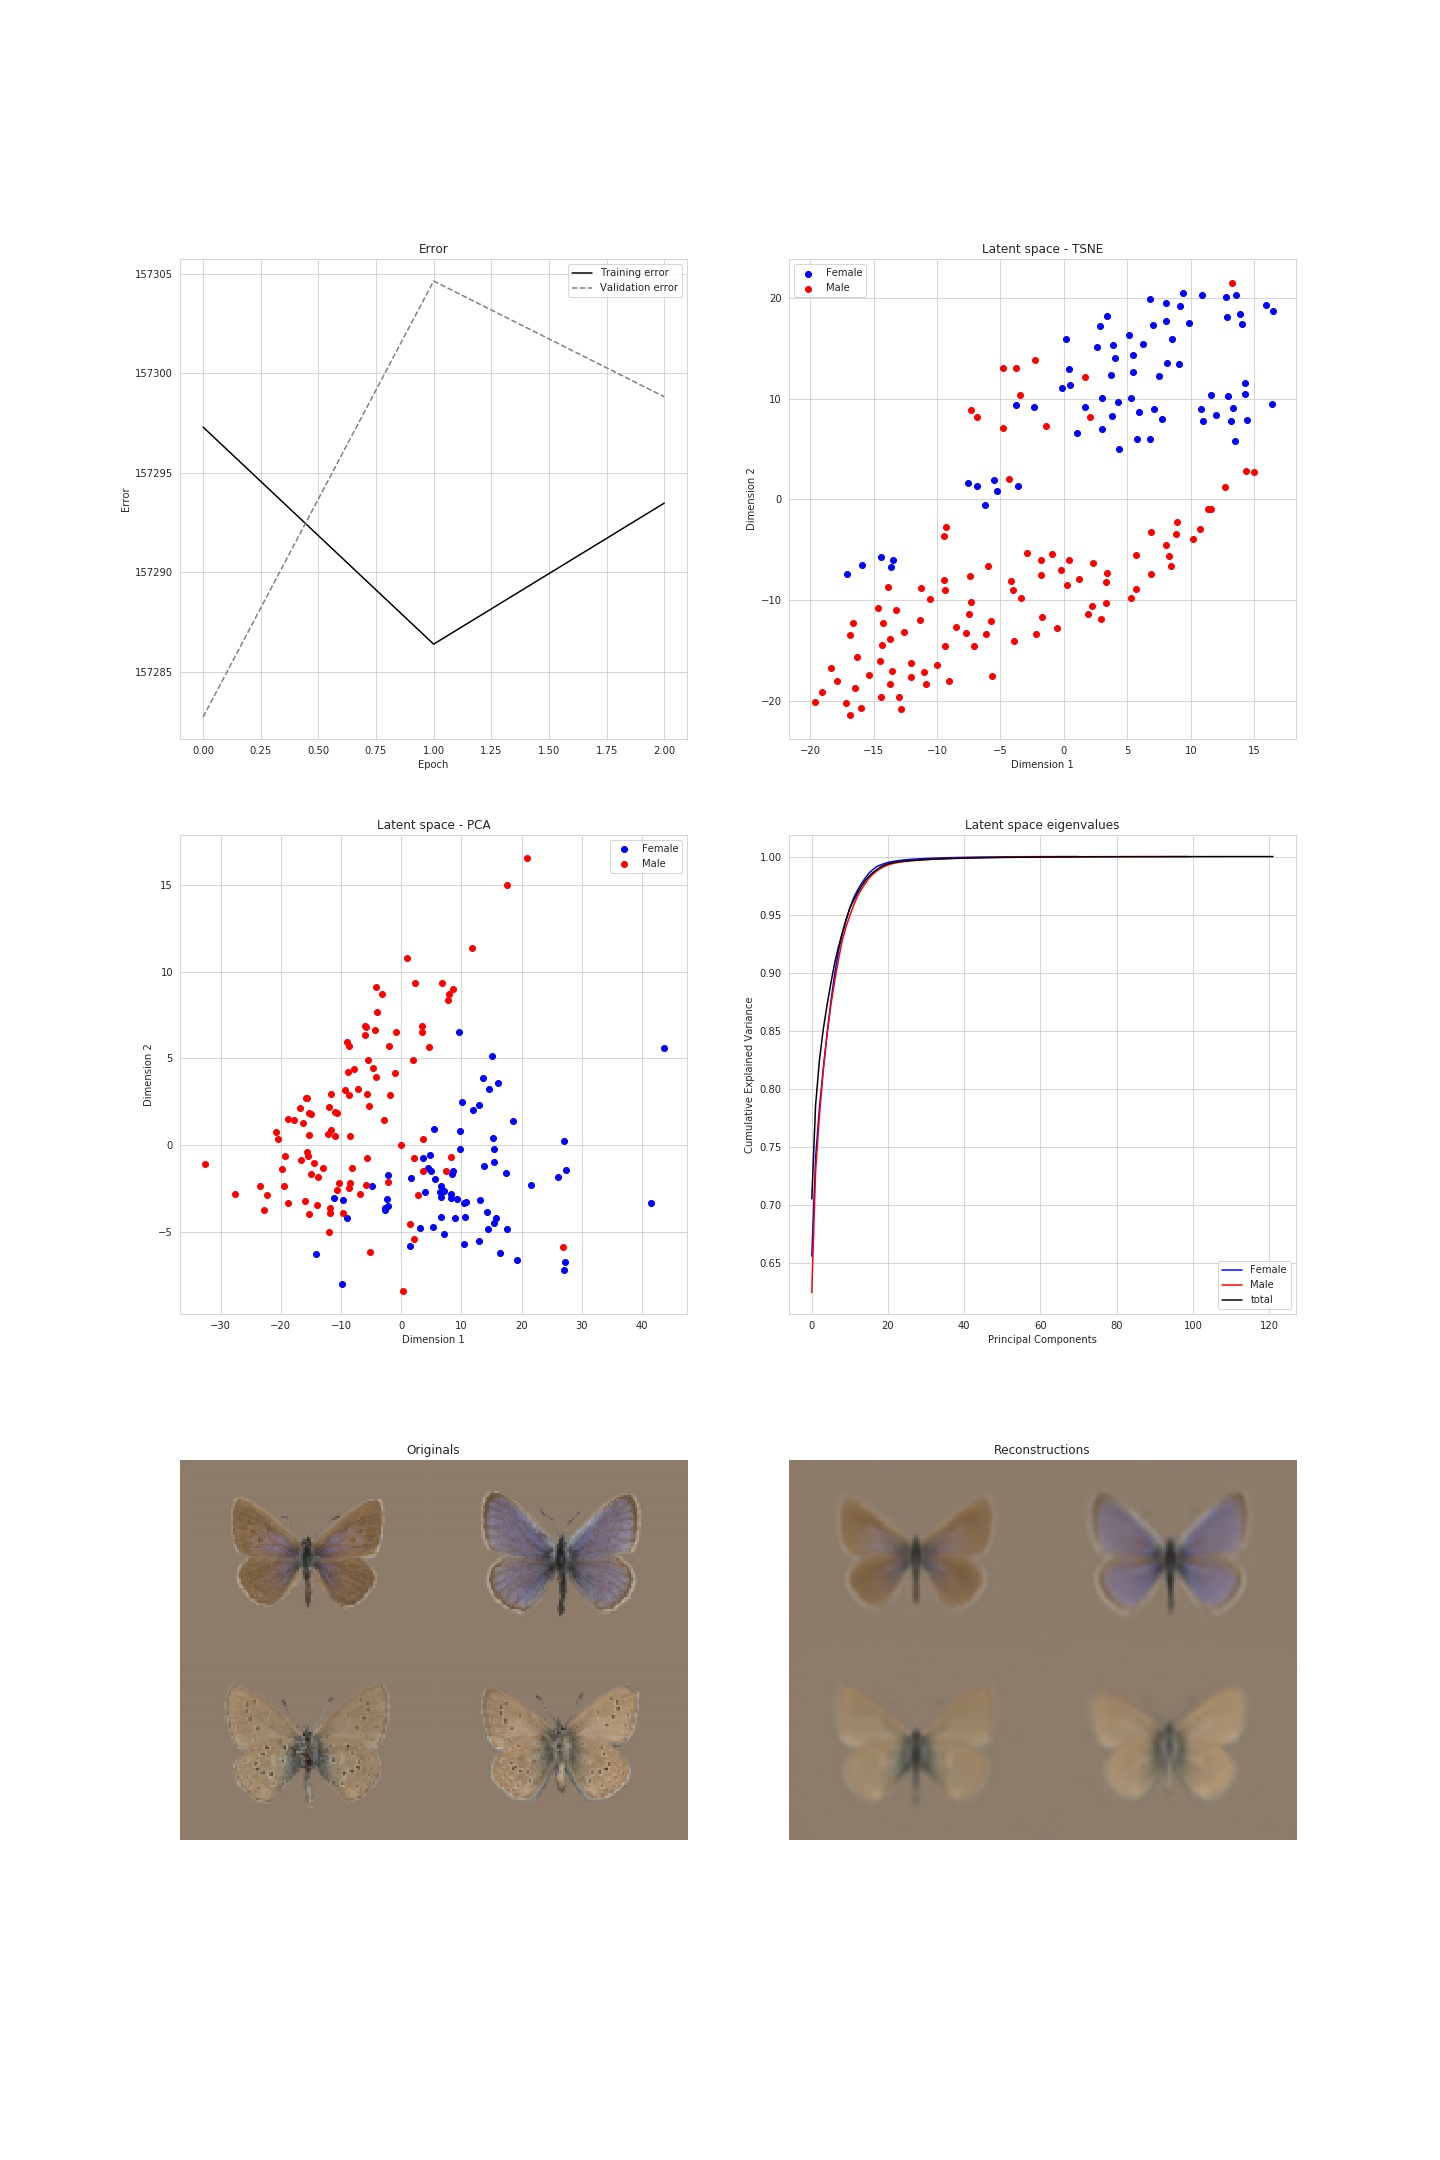 Error
157305
157300
157295
157290
157285
Error
0.00 0.25 0.50 0.75 1.00 1.25 1.50 1.75 2.00
Epoch
Training error
Validation error
Latent space - TSNE
Female
Male
20
10
0
−10
−20
Dimension 2
−20 −15 −10 −5 0 5 10 15
Dimension 1
Latent space - PCA
Female
Male
15
10
5
0
−5
Dimension 2
−30 −20 −10 0 10 20 30 40
Dimension 1
Latent space eigenvalues
1.00
0.95
0.90
0.85
0.80
0.75
0.70
0.65
Cumulative Explained Variance
Female
Male
total
0 20 40 60 80 100 120
Principal Components
Originals
Reconstructions